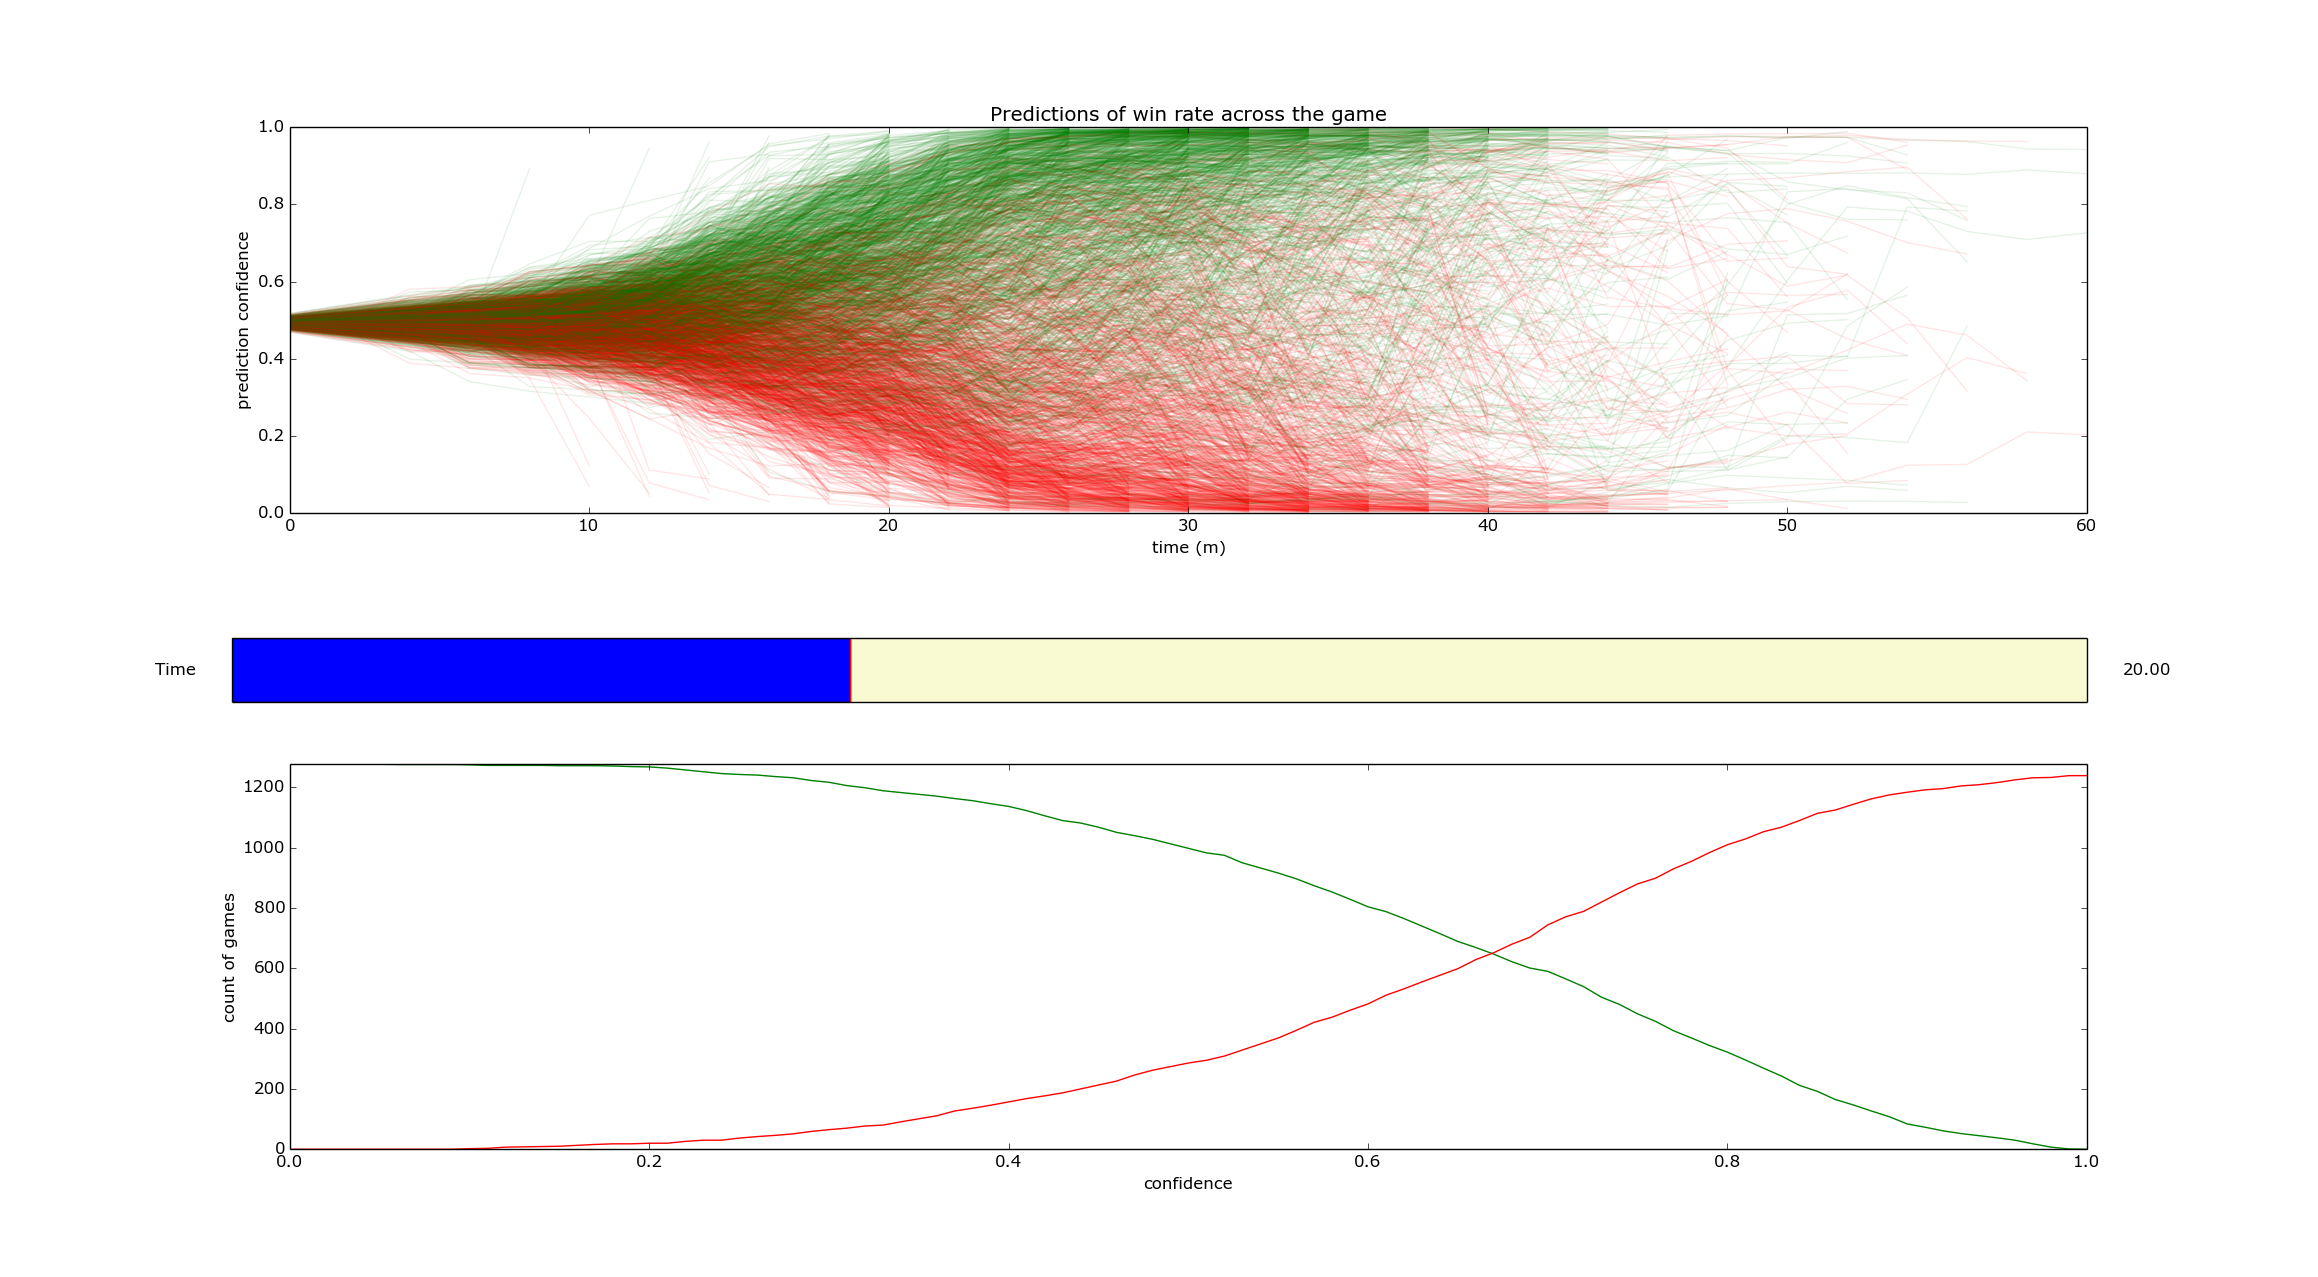 Predictions of win rate across the game
1.0
0.8
0.6
0.4
0.2
0.0
prediction confidence
0 10 20 30 40 50 60
time (m)
Time 20.00
1200
1000
800
600
400
200
0
count of games
0.0 0.2 0.4 0.6 0.8 1.0
confidence